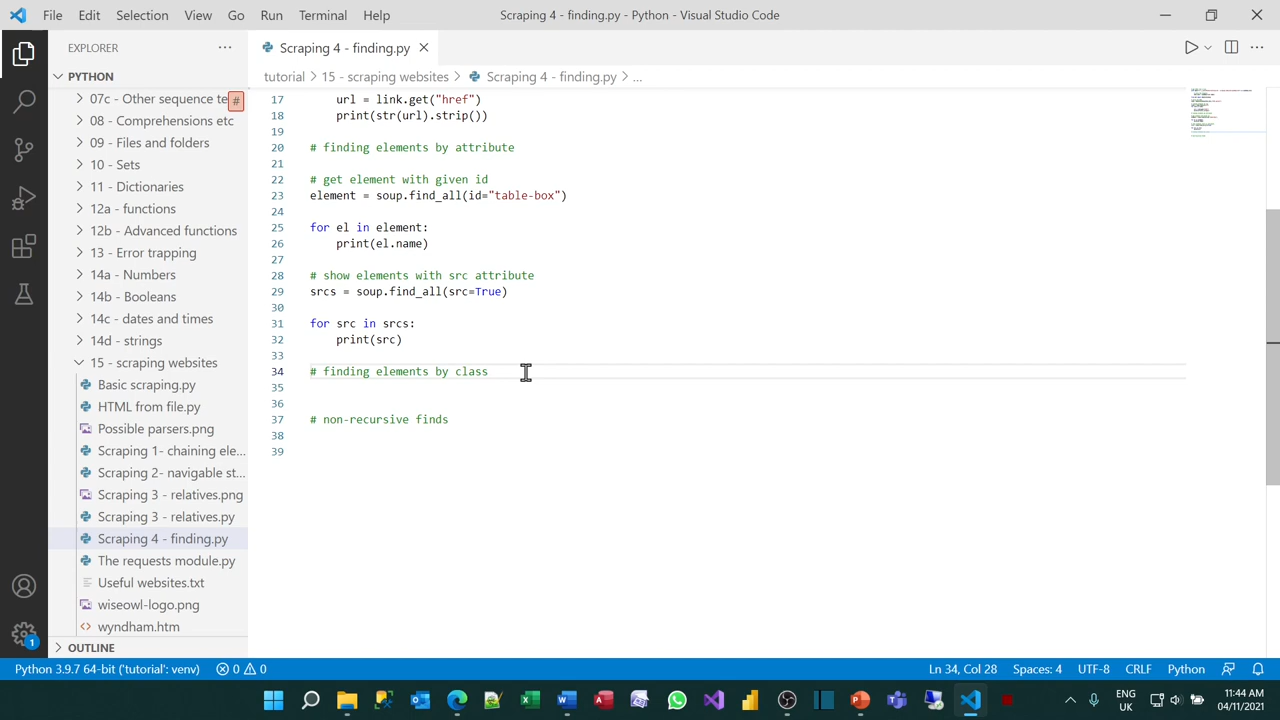 File Edit Selection View Go Run Terminal Help
Scraping 4 - finding.py - Python - Visual Studio Code
EXPLORER
Scraping 4 - finding.py
PYTHON
tutorial > 15 - scraping websites > Scraping 4 - finding.py > ...
07c - Other sequence te
#
08 - Comprehensions etc
09 - Files and folders
10 - Sets
11 - Dictionaries
12a - functions
12b - Advanced functions
13 - Error trapping
14a - Numbers
14b - Booleans
14c - dates and times
14d - strings
15 - scraping websites
Basic scraping.py
HTML from file.py
Possible parsers.png
Scraping 1- chaining ele...
Scraping 2- navigable st...
Scraping 3 - relatives.png
Scraping 3 - relatives.py
Scraping 4 - finding.py
The requests module.py
Useful websites.txt
wiseowl-logo.png
wyndham.htm
OUTLINE
17 url = link.get("href")
18 print(str(url).strip())
19
20 # finding elements by attribute
21
22 # get element with given id
23 element = soup.find_all(id="table-box")
24
25 for el in element:
26 print(el.name)
27
28 # show elements with src attribute
29 srcs = soup.find_all(src=True)
30
31 for src in srcs:
32 print(src)
33
34 # finding elements by class
35
36
37 # non-recursive finds
38
39
1
Python 3.9.7 64-bit ('tutorial': venv) 0 0
Ln 34, Col 28 Spaces: 4 UTF-8 CRLF Python
ENG
UK
11:44 AM
04/11/2021